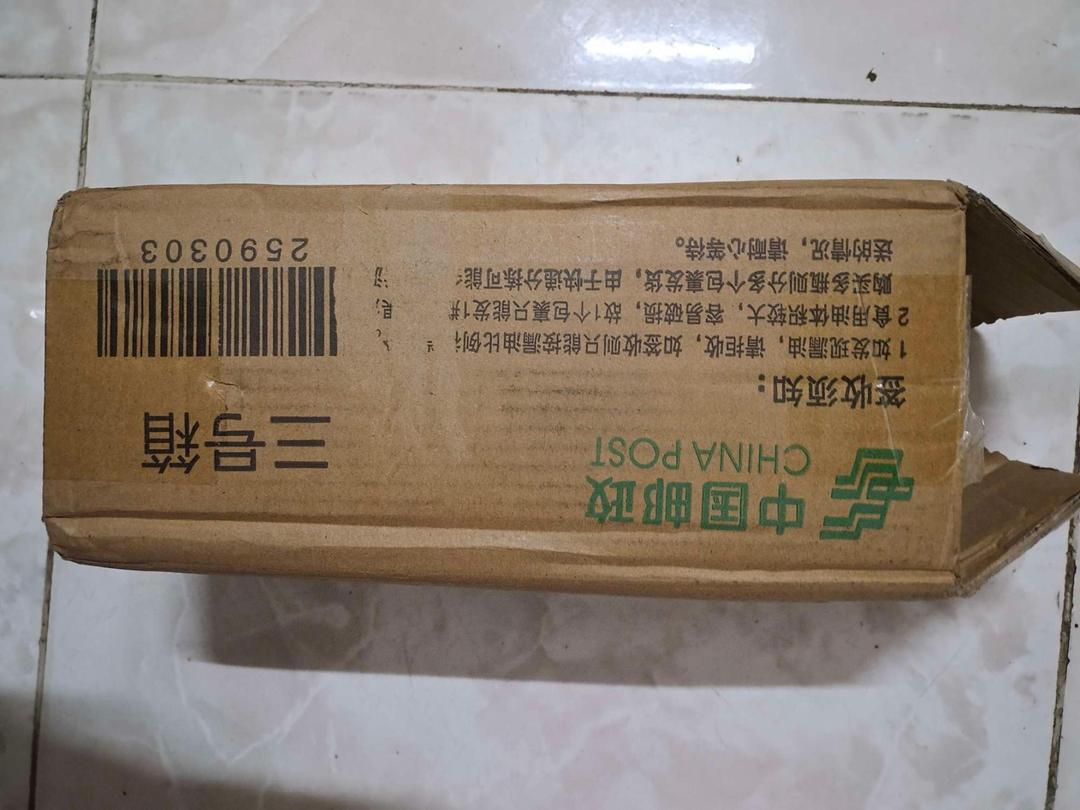 中国邮政
CHINA POST
三号箱
签收须知：
1 如发现漏油，请拒收，如签收则只能按漏油比例
2 食用油体积较大，容易破损，故1个包裹只能发1
购买多瓶则分多个包裹发货，由于快递分拣可能
送的情况，请耐心等待。
2590303